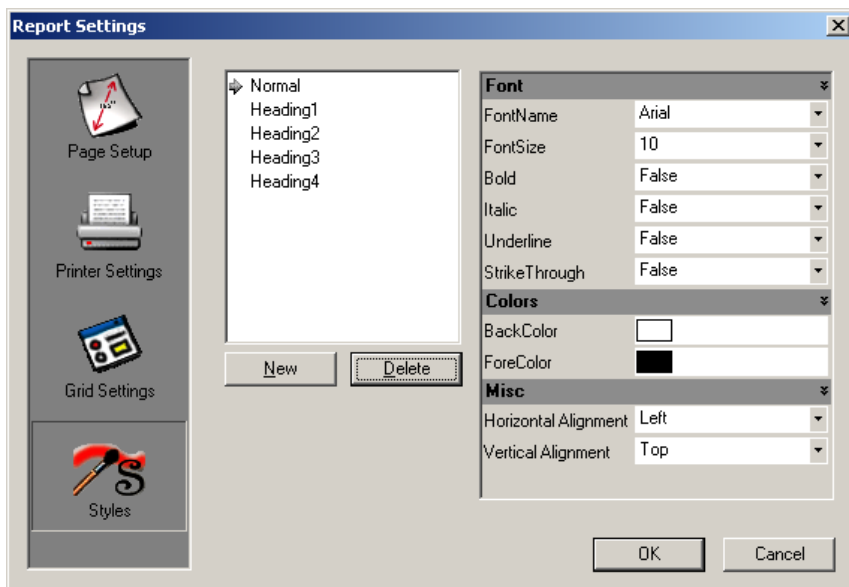 Report Settings
Page Setup
Printer Settings
Grid Settings
S
Styles
Normal
Heading1
Heading2
Heading3
Heading4
New
Delete
Font
FontName Arial
FontSize 10
Bold False
Italic False
Underline False
StrikeThrough False
Colors
BackColor
ForeColor
Misc
Horizontal Alignment Left
Vertical Alignment Top
OK
Cancel